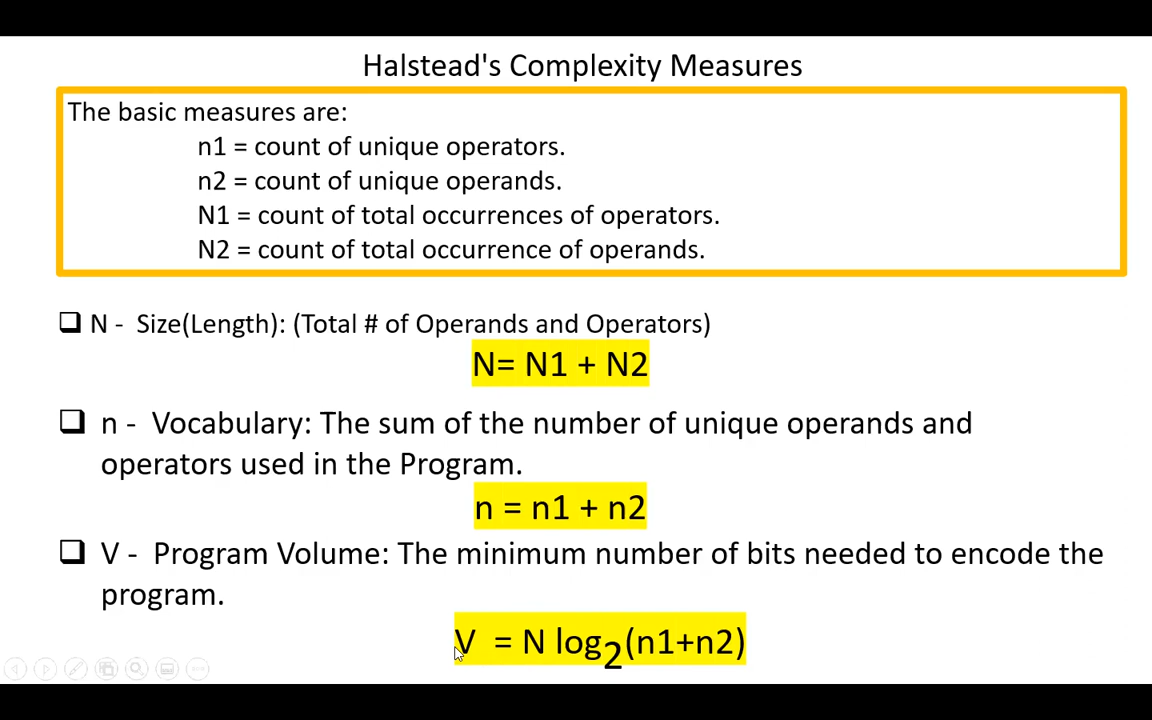 Halstead's Complexity Measures
The basic measures are:
n1 = count of unique operators.
n2 = count of unique operands.
N1 = count of total occurrences of operators.
N2 = count of total occurrence of operands.
❑ N - Size(Length): (Total # of Operands and Operators)
N= N1 + N2
❑ n - Vocabulary: The sum of the number of unique operands and
operators used in the Program.
n = n1 + n2
❑ V - Program Volume: The minimum number of bits needed to encode the
program.
V = N log₂(n1+n2)